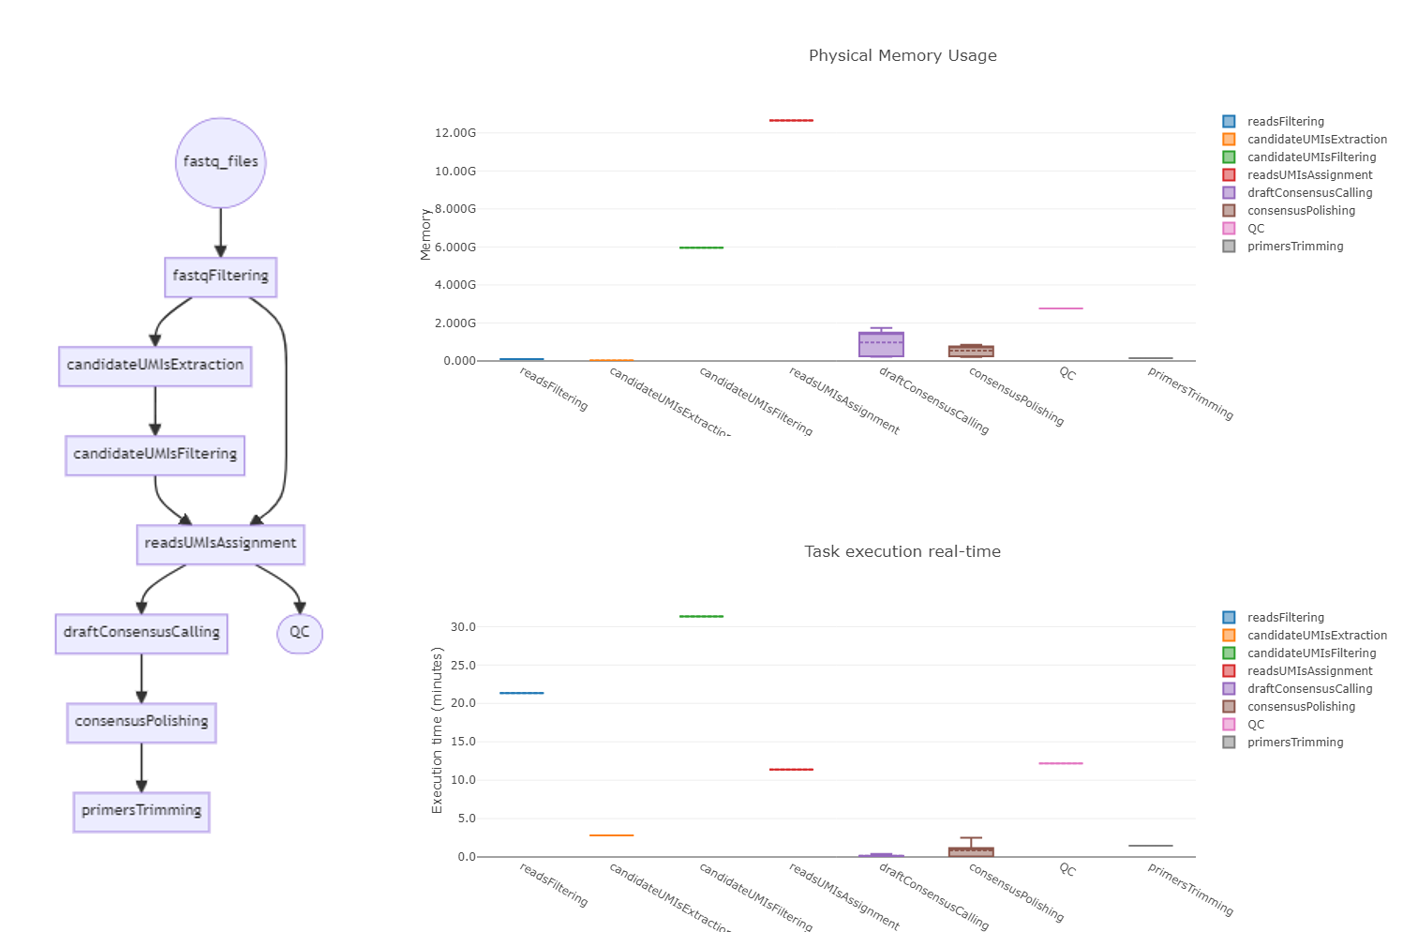 fastq_files
fastqFiltering
candidateUMIsExtraction
candidateUMIsFiltering
readsUMIsAssignment
draftConsensusCalling
QC
consensusPolishing
primersTrimming
Physical Memory Usage
Memory
12.00G
10.00G
8.000G
6.000G
4.000G
2.000G
0.000
readsFiltering
candidateUMIsExtraction
candidateUMIsFiltering
readsUMIsAssignment
draftConsensusCalling
consensusPolishing
QC
primersTrimming
readsFiltering
candidateUMIsExtraction
candidateUMIsFiltering
readsUMIsAssignment
draftConsensusCalling
consensusPolishing
QC
primersTrimming
Task execution real-time
Execution time (minutes)
30.0
25.0
20.0
15.0
10.0
5.0
0.0
readsFiltering
candidateUMIsExtraction
candidateUMIsFiltering
readsUMIsAssignment
draftConsensusCalling
consensusPolishing
QC
primersTrimming
readsFiltering
candidateUMIsExtraction
candidateUMIsFiltering
readsUMIsAssignment
draftConsensusCalling
consensusPolishing
QC
primersTrimming